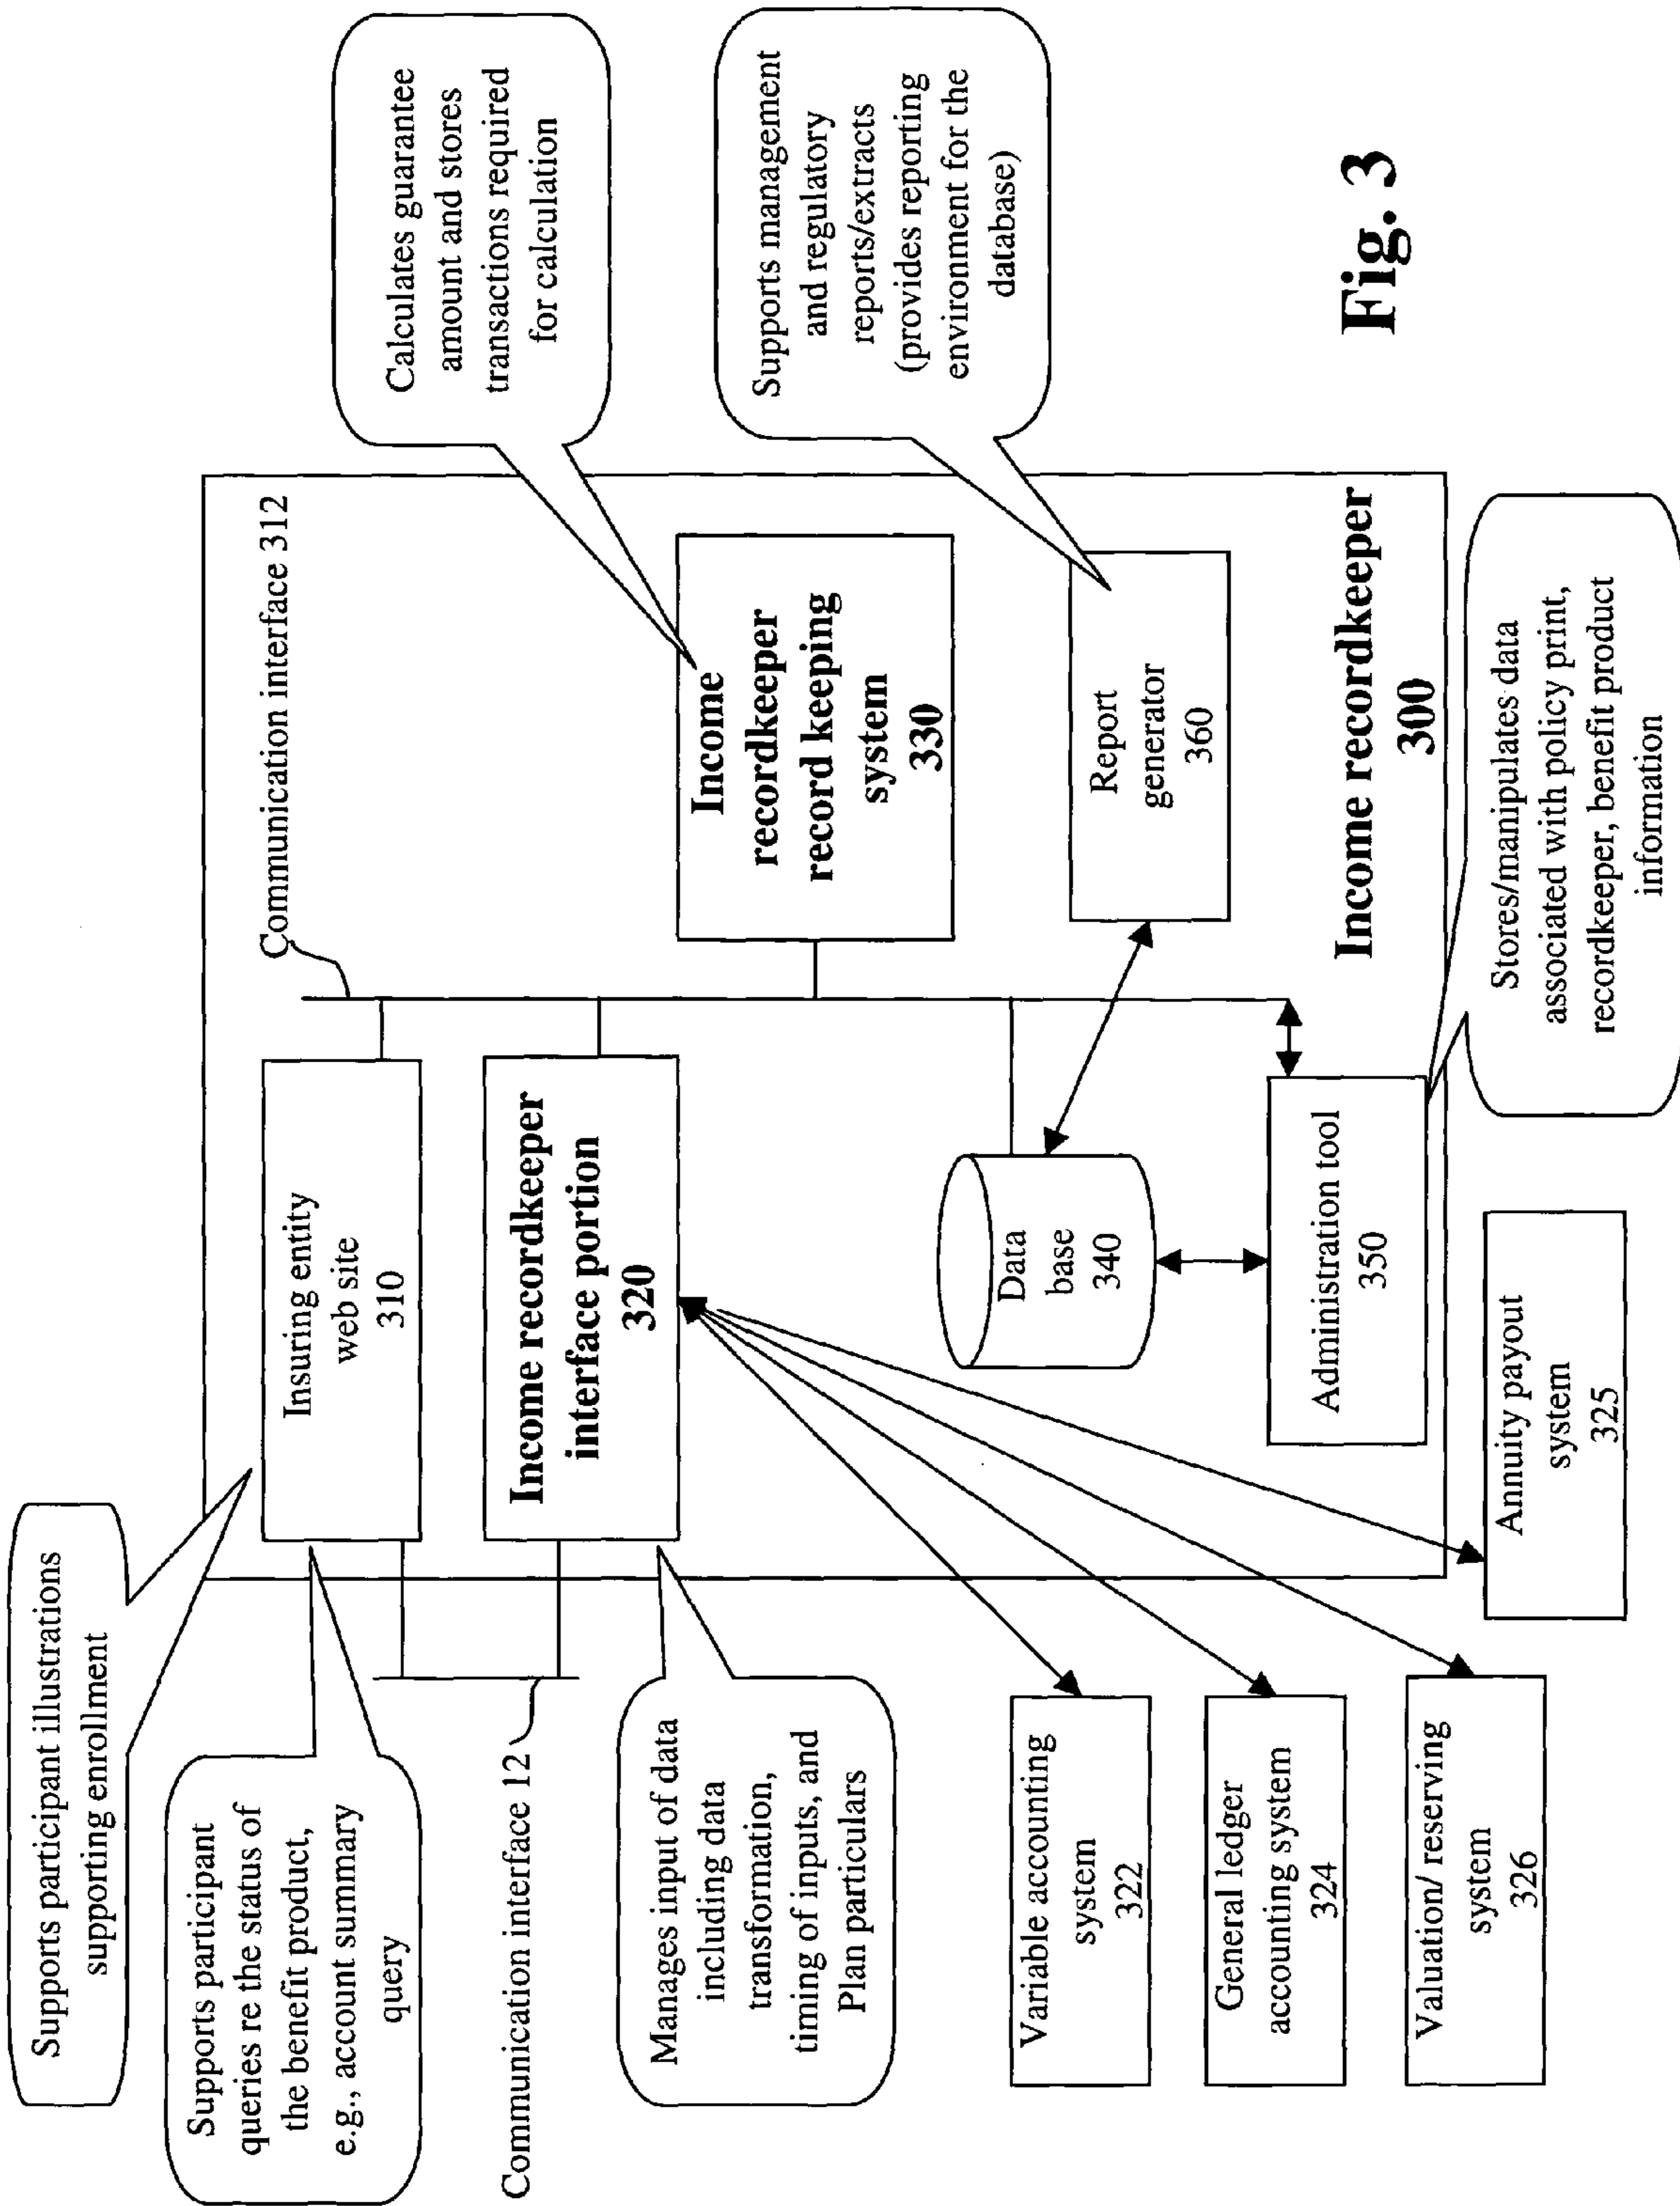 Supports participant illustrations
supporting enrollment
Supports participant
queries re the status of
the benefit product,
e.g., account summary
query
Communication interface 12
Manages input of data
including data
transformation,
timing of inputs, and
Plan particulars
Variable accounting
system
322
General ledger
accounting system
324
Valuation/ reserving
system
326
Annuity payout
system
325
Insuring entity
web site
310
Income recordkeeper
interface portion
320
Data
base
340
Administration tool
350
Communication interface 312
Income
recordkeeper
record keeping
system
330
Report
generator
360
Income recordkeeper
300
Calculates guarantee
amount and stores
transactions required
for calculation
Supports management
and regulatory
reports/extracts
(provides reporting
environment for the
database)
Stores/manipulates data
associated with policy print,
recordkeeper, benefit product
information
Fig. 3